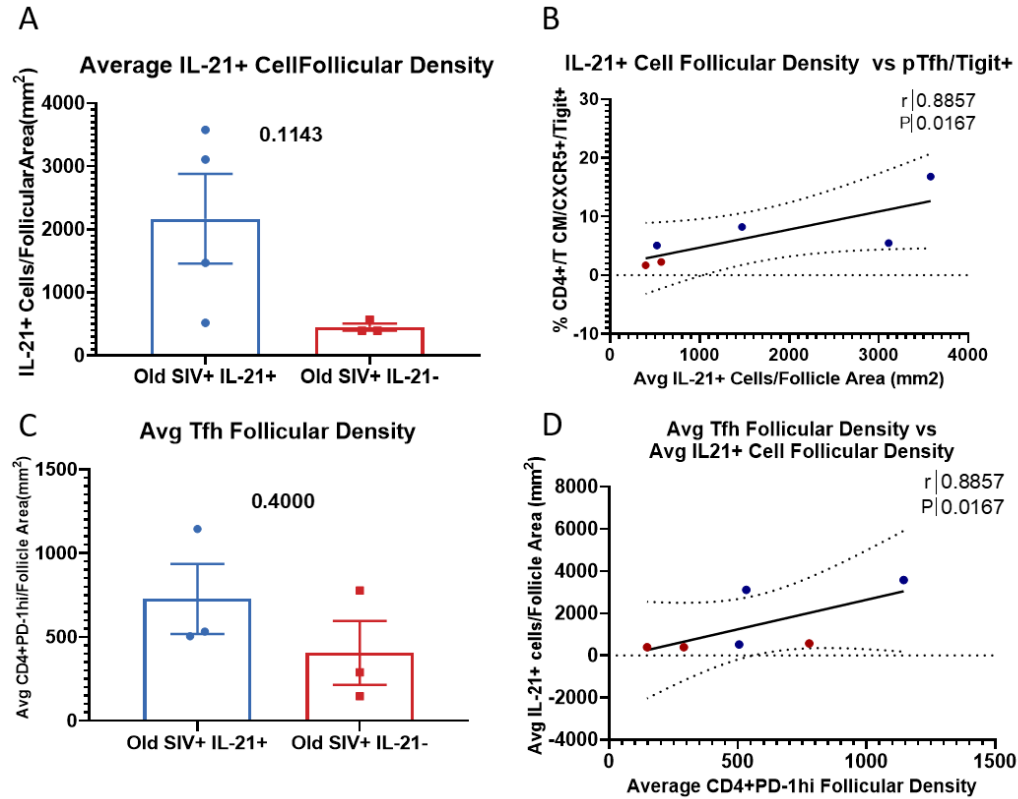 A
Average IL-21+ CellFollicular Density
IL-21+ Cells/FollicularArea(mm2)
4000
3000
2000
1000
0
0.1143
Old SIV+ IL-21+
Old SIV+ IL-21-
B
IL-21+ Cell Follicular Density vs pTfh/Tigit+
r 0.8857
P 0.0167
% CD4+/T CM/CXCR5+/Tigit+
30
20
10
0
-10
0
1000
2000
3000
4000
Avg IL-21+ Cells/Follicle Area (mm2)
C
Avg Tfh Follicular Density
Avg CD4+PD-1hi/Follicle Area(mm2)
1500
1000
500
0
0.4000
Old SIV+ IL-21+
Old SIV+ IL-21-
D
Avg Tfh Follicular Density vs
Avg IL21+ Cell Follicular Density
r 0.8857
P 0.0167
Avg IL-21+ cells/Follicle Area (mm2)
8000
6000
4000
2000
0
-2000
-4000
0
500
1000
1500
Average CD4+PD-1hi Follicular Density